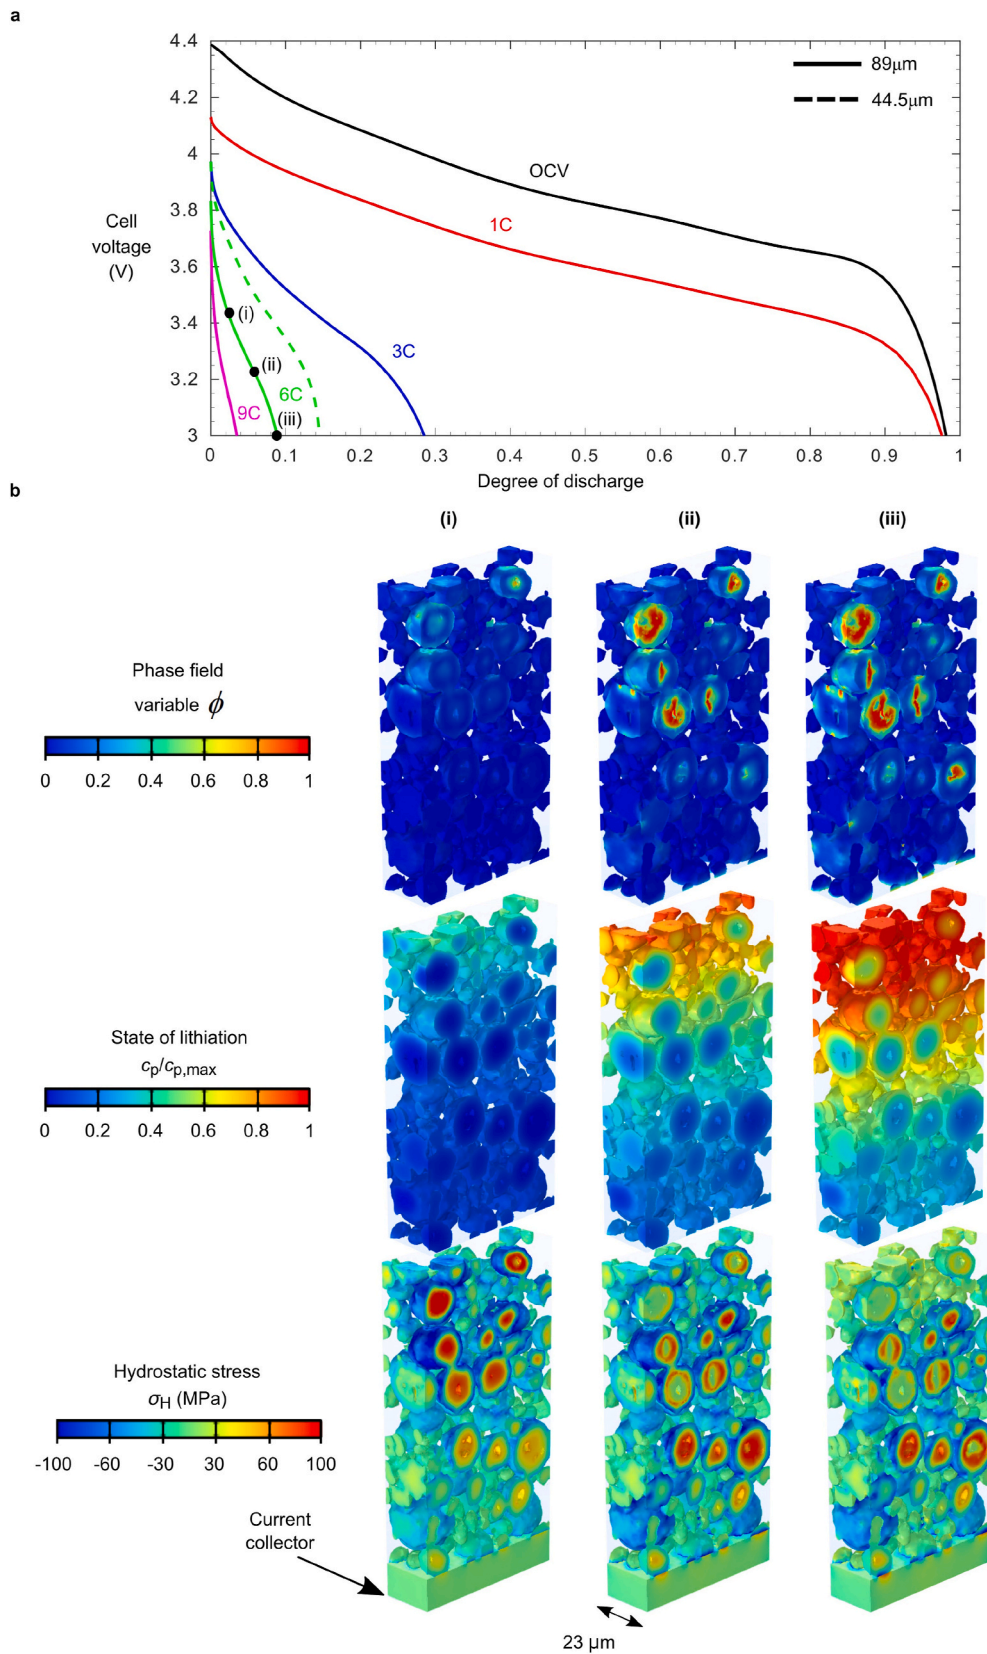 a
4.4
4.2
4
3.8
3.6
3.4
3.2
3
Cell
voltage
(V)
89μm
44.5μm
OCV
1C
3C
6C
9C
(i)
(ii)
(iii)
0 0.1 0.2 0.3 0.4 0.5 0.6 0.7 0.8 0.9 1
Degree of discharge
b
(i) (ii) (iii)
Phase field
variable ϕ
0 0.2 0.4 0.6 0.8 1
State of lithiation
cp/cp,max
0 0.2 0.4 0.6 0.8 1
Hydrostatic stress
σH (MPa)
-100 -60 -30 30 60 100
Current
collector
23 μm